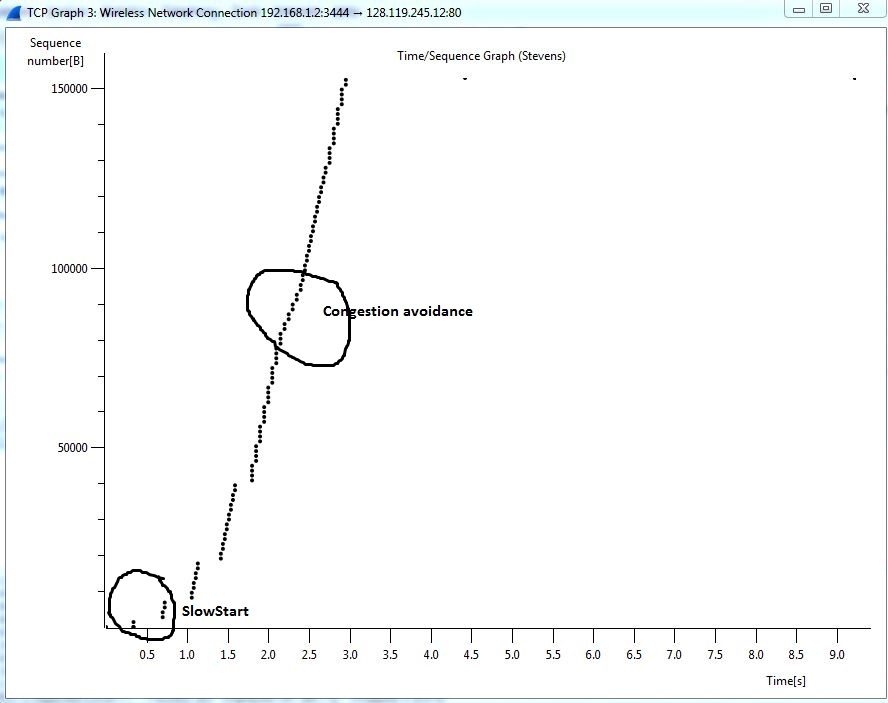 TCP Graph 3: Wireless Network Connection 192.168.1.2:3444 → 128.119.245.12:80
Sequence
number[B]
Time/Sequence Graph (Stevens)
150000
100000
Congestion avoidance
50000
SlowStart
0.5 1.0 1.5 2.0 2.5 3.0 3.5 4.0 4.5 5.0 5.5 6.0 6.5 7.0 7.5 8.0 8.5 9.0
Time[s]